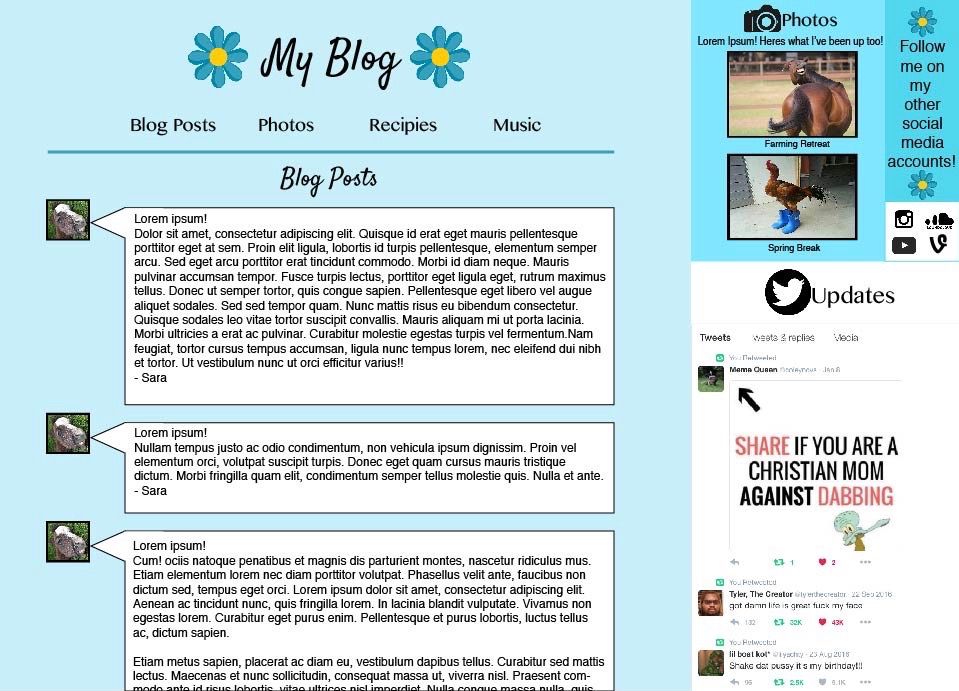 My Blog
Blog Posts Photos Recipies Music
Blog Posts
Lorem ipsum!
Dolor sit amet, consectetur adipiscing elit. Quisque id erat eget mauris pellentesque
porttitor eget at sem. Proin elit ligula, lobortis id turpis pellentesque, elementum semper
arcu. Sed eget arcu porttitor erat tincidunt commodo. Morbi id diam neque. Mauris
pulvinar accumsan tempor. Fusce turpis lectus, porttitor eget ligula eget, rutrum maximus
tellus. Donec ut semper tortor, quis congue sapien. Pellentesque eget libero vel augue
aliquet sodales. Sed sed tempor quam. Nunc mattis risus eu bibendum consectetur.
Quisque sodales leo vitae tortor suscipit convallis. Mauris aliquam mi ut porta lacinia.
Morbi ultricies a erat ac pulvinar. Curabitur molestie egestas turpis vel fermentum.Nam
feugiat, tortor cursus tempus accumsan, ligula nunc tempus lorem, nec eleifend dui nibh
et tortor. Ut vestibulum nunc ut orci efficitur varius!!
- Sara
Lorem ipsum!
Nullam tempus justo ac odio condimentum, non vehicula ipsum dignissim. Proin vel
elementum orci, volutpat suscipit turpis. Donec eget quam cursus mauris tristique
dictum. Morbi fringilla quam elit, condimentum semper tellus molestie quis. Nulla et ante.
- Sara
Lorem ipsum!
Cum! ociis natoque penatibus et magnis dis parturient montes, nascetur ridiculus mus.
Etiam elementum lorem nec diam porttitor volutpat. Phasellus velit ante, faucibus non
dictum sed, tempus eget orci. Lorem ipsum dolor sit amet, consectetur adipiscing elit.
Aenean ac tincidunt nunc, quis fringilla lorem. In lacinia blandit vulputate. Vivamus non
egestas lorem. Curabitur eget purus enim. Pellentesque et purus lobortis, luctus tellus
ac, dictum sapien.
Etiam metus sapien, placerat ac diam eu, vestibulum dapibus tellus. Curabitur sed mattis
lectus. Maecenas et nunc sollicitudin, consequat massa ut, viverra nisl. Praesent com-
modo ante id risus lobortis, vitae ultrices nisl imperdiet. Nulla congue massa nulla, quis
Photos
Lorem Ipsum! Heres what I've been up too!
Farming Retreat
Spring Break
Follow
me on
my
other
social
media
accounts!
Updates
Tweets Tweets & replies Media
You Retweeted
Meme Queen · Jan 8
SHARE IF YOU ARE A
CHRISTIAN MOM
AGAINST DABBING
1 2
You Retweeted
Tyler, The Creator @tylerthecreator · 22 Sep 2016
got damn life is great fuck my face
132 32K 43K
You Retweeted
lil boat kot* @lilyachty · 23 Aug 2016
Shake dat pussy it's my birthday!!!
96 2.5K 6.1K